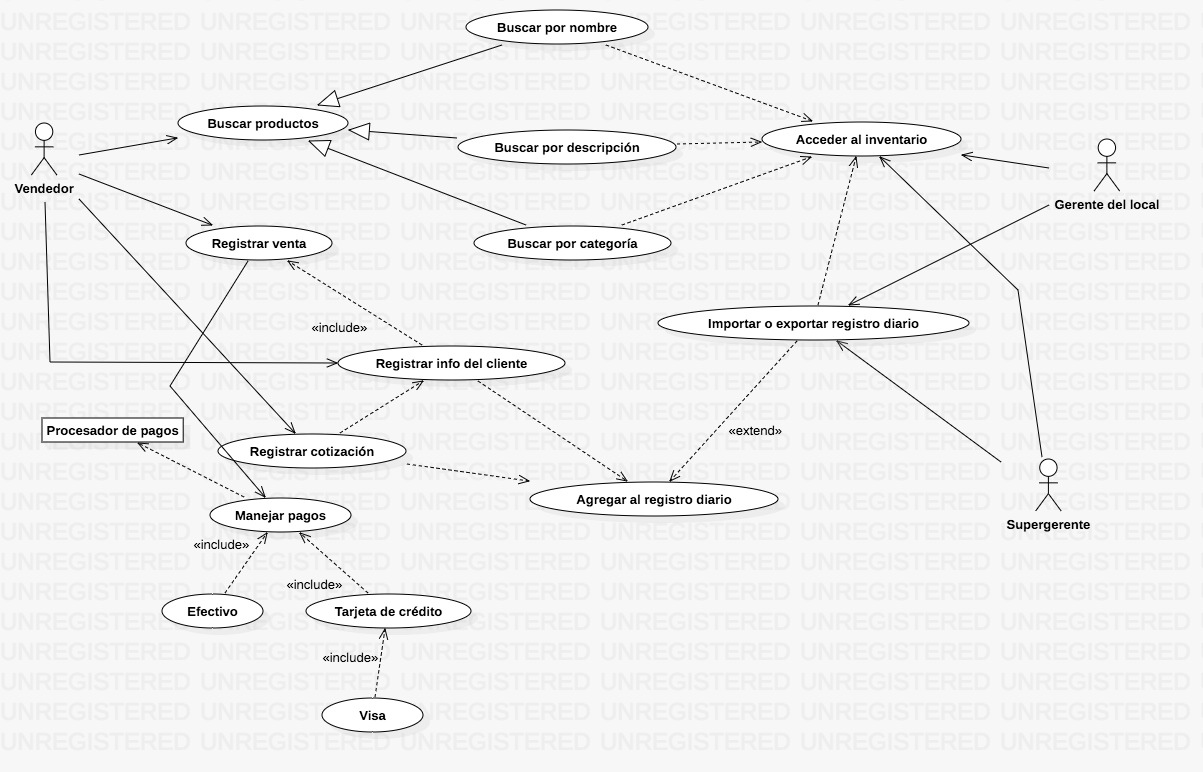 Buscar por nombre
Buscar productos
Buscar por descripción
Acceder al inventario
Vendedor
Gerente del local
Registrar venta
Buscar por categoría
«include»
Importar o exportar registro diario
Registrar info del cliente
Procesador de pagos
«extend»
Registrar cotización
Agregar al registro diario
Supergerente
Manejar pagos
«include»
«include»
Efectivo
Tarjeta de crédito
«include»
Visa
UNREGISTERED